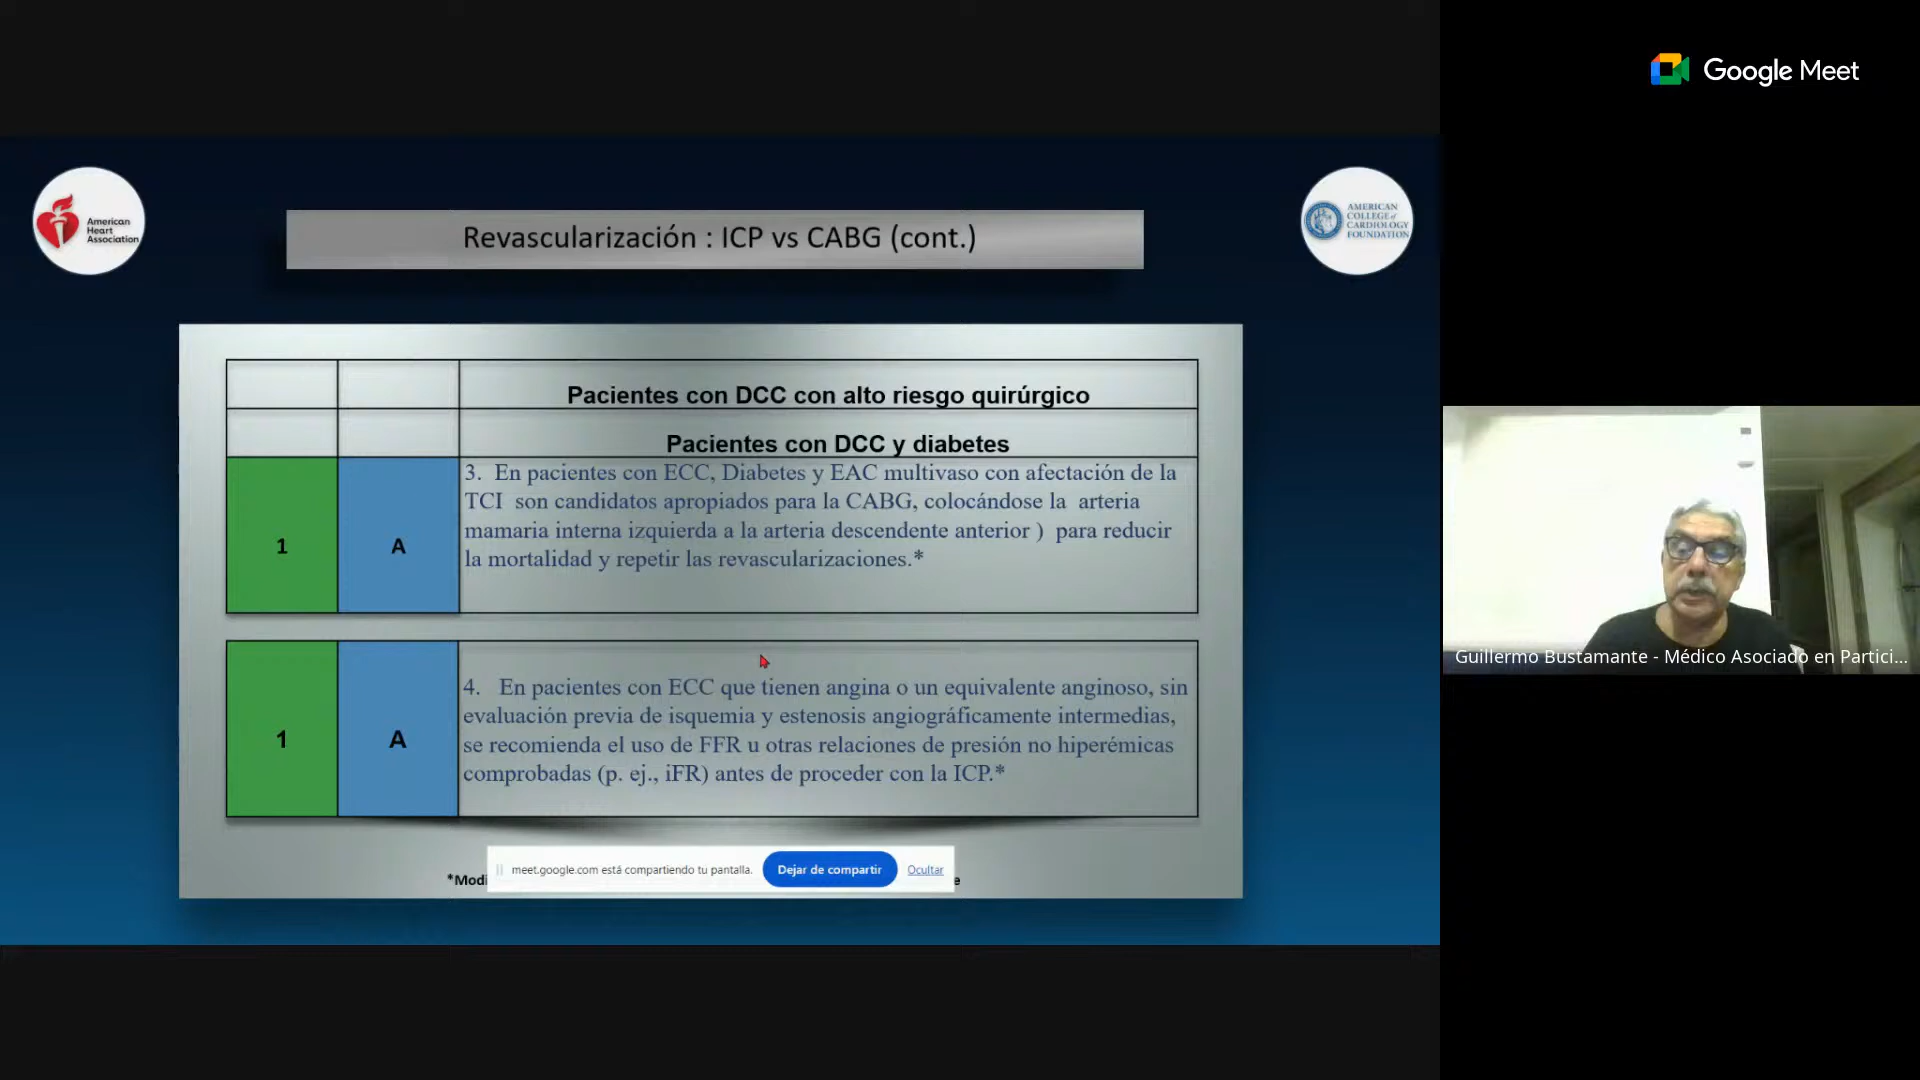 Google Meet
American
Heart
Association
AMERICAN
COLLEGE of
CARDIOLOGY
FOUNDATION
Revascularización : ICP vs CABG (cont.)
Pacientes con DCC con alto riesgo quirúrgico
Pacientes con DCC y diabetes
1
A
3. En pacientes con ECC, Diabetes y EAC multivaso con afectación de la
TCI son candidatos apropiados para la CABG, colocándose la arteria
mamaria interna izquierda a la arteria descendente anterior ) para reducir
la mortalidad y repetir las revascularizaciones.*
1
A
4. En pacientes con ECC que tienen angina o un equivalente anginoso, sin
evaluación previa de isquemia y estenosis angiográficamente intermedias,
se recomienda el uso de FFR u otras relaciones de presión no hiperémicas
comprobadas (p. ej., iFR) antes de proceder con la ICP.*
*Modi
meet.google.com está compartiendo tu pantalla.
Dejar de compartir
Ocultar
e
Guillermo Bustamante - Médico Asociado en Partici...